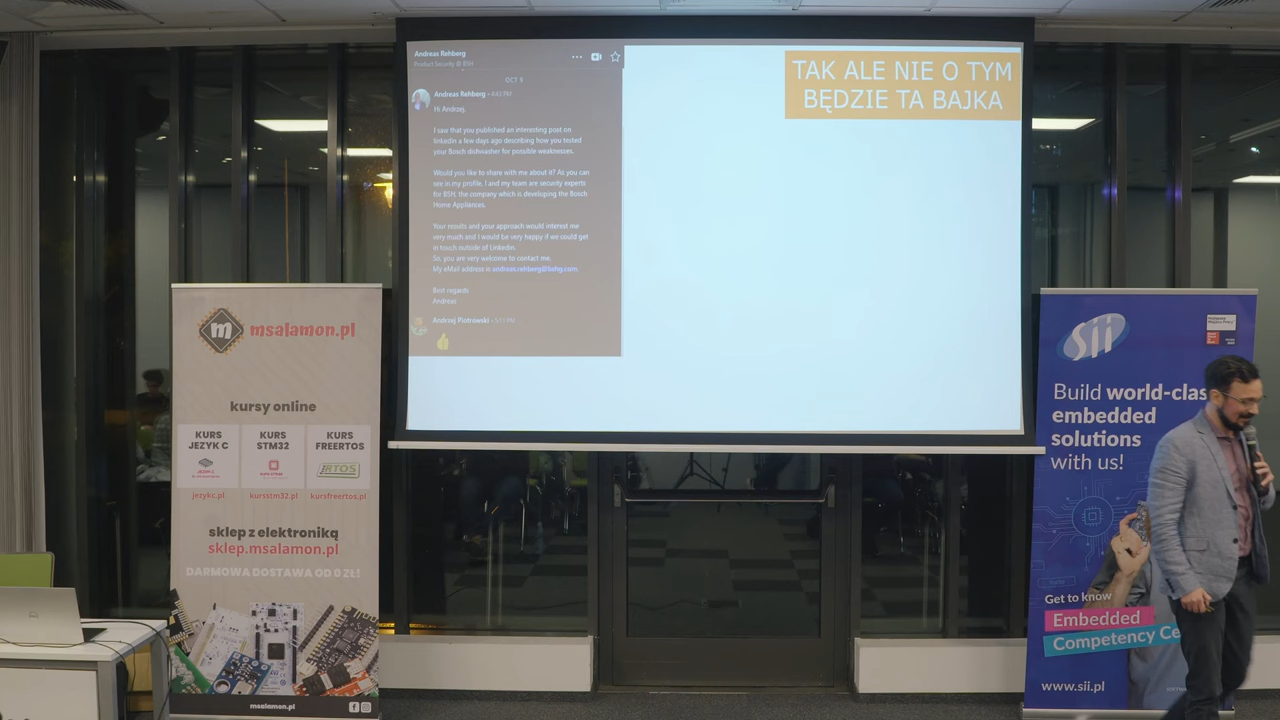 Andreas Rehberg
Product Security @ BSH
OCT 9
Andreas Rehberg • 4:43 PM
Hi Andrzej,
I saw that you published an interesting post on
linkedin a few days ago describing how you tested
your Bosch dishwasher for possible weaknesses.
Would you like to share with me about it? As you can
see in my profile, I and my team are security experts
for BSH, the company which is developing the Bosch
Home Appliances.
Your results and your approach would interest me
very much and I would be very happy if we could get
in touch outside of Linkedin.
So, you are very welcome to contact me.
My eMail address is andreas.rehberg@bshg.com.
Best regards
Andreas
Andrzej Piotrowski • 5:51 PM
TAK ALE NIE O TYM
BĘDZIE TA BAJKA
m msalamon.pl
kursy online
KURS
JEZYK C
KURS
STM32
KURS
FREERTOS
RTOS
jezykc.pl
kursstm32.pl
kursfreertos.pl
sklep z elektroniką
sklep.msalamon.pl
DARMOWA DOSTAWA OD 0 ZŁ!
msalamon.pl
sii
Build world-clas
embedded
solutions
with us!
Get to know
Embedded
Competency Ce
www.sii.pl